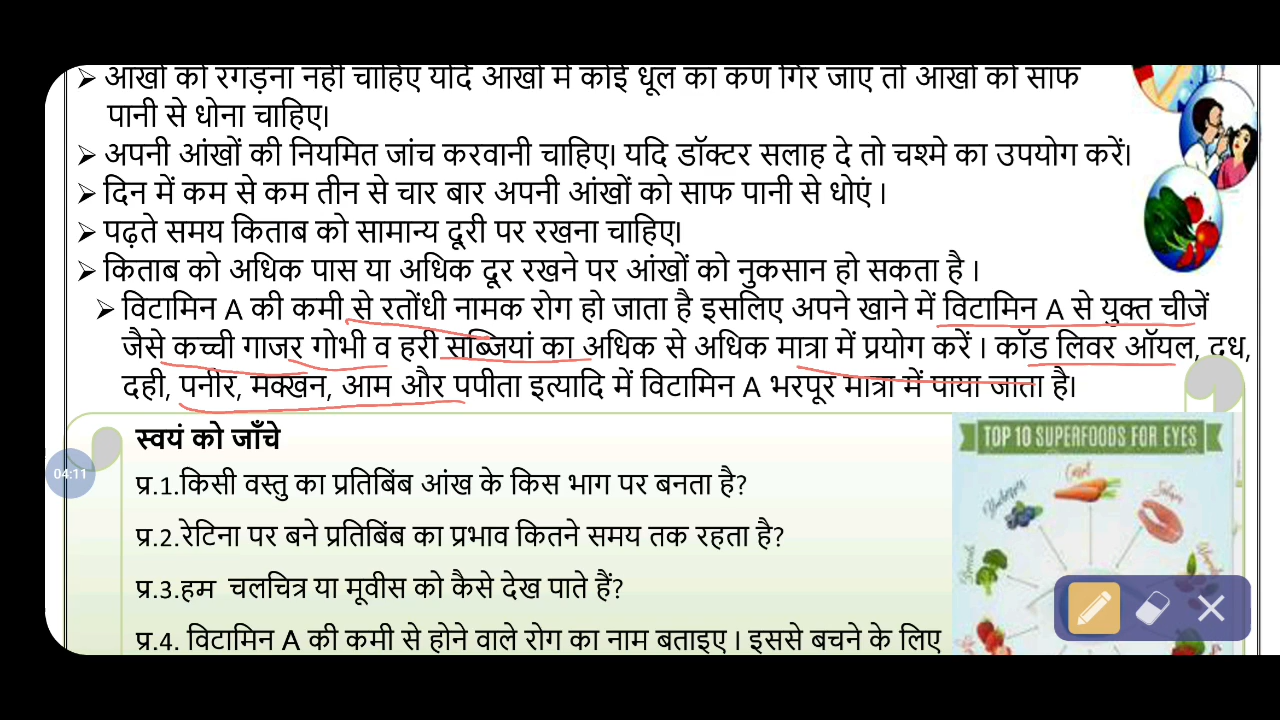 आंखों को रगड़ना नहीं चाहिए यदि आंखों में कोई धूल का कण गिर जाए तो आंखों को साफ
पानी से धोना चाहिए।
अपनी आंखों की नियमित जांच करवानी चाहिए। यदि डॉक्टर सलाह दे तो चश्मे का उपयोग करें।
दिन में कम से कम तीन से चार बार अपनी आंखों को साफ पानी से धोएं ।
पढ़ते समय किताब को सामान्य दूरी पर रखना चाहिए।
किताब को अधिक पास या अधिक दूर रखने पर आंखों को नुकसान हो सकता है ।
विटामिन A की कमी से रतोंधी नामक रोग हो जाता है इसलिए अपने खाने में विटामिन A से युक्त चीजें
जैसे कच्ची गाजर गोभी व हरी सब्जियां का अधिक से अधिक मात्रा में प्रयोग करें । कॉड लिवर ऑयल, दूध,
दही, पनीर, मक्खन, आम और पपीता इत्यादि में विटामिन A भरपूर मात्रा में पाया जाता है।
स्वयं को जाँचे
04:11
प्र.1.किसी वस्तु का प्रतिबिंब आंख के किस भाग पर बनता है?
प्र.2.रेटिना पर बने प्रतिबिंब का प्रभाव कितने समय तक रहता है?
प्र.3.हम चलचित्र या मूवीस को कैसे देख पाते हैं?
प्र.4. विटामिन A की कमी से होने वाले रोग का नाम बताइए । इससे बचने के लिए
TOP 10 SUPERFOODS FOR EYES
Carrot
Blueberries
Salmon